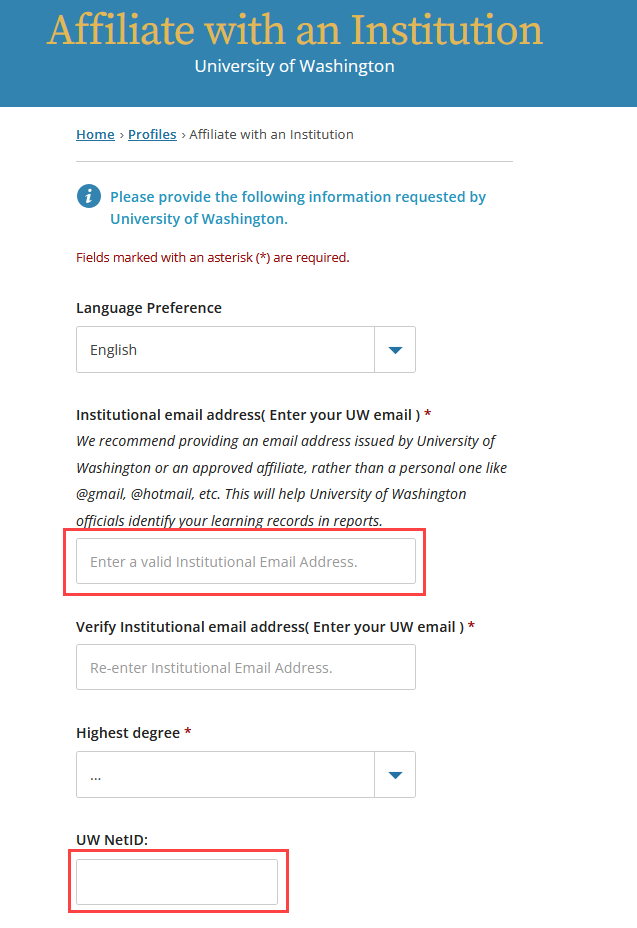 Affiliate with an Institution
University of Washington
Home › Profiles › Affiliate with an Institution
i
Please provide the following information requested by
University of Washington.
Fields marked with an asterisk (*) are required.
Language Preference
English
Institutional email address( Enter your UW email ) *
We recommend providing an email address issued by University of
Washington or an approved affiliate, rather than a personal one like
@gmail, @hotmail, etc. This will help University of Washington
officials identify your learning records in reports.
Enter a valid Institutional Email Address.
Verify Institutional email address( Enter your UW email ) *
Re-enter Institutional Email Address.
Highest degree *
...
UW NetID: